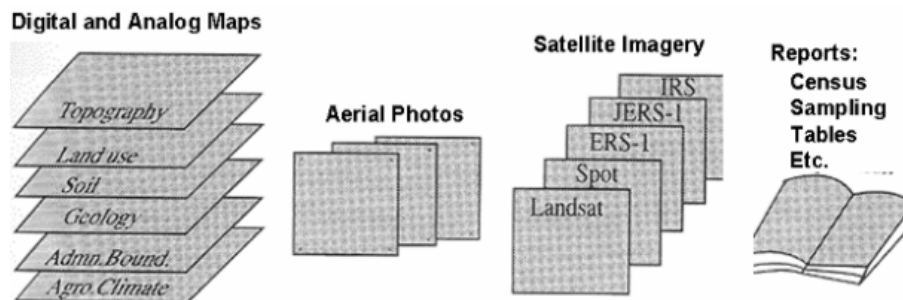 Digital and Analog Maps
Topography
Land use
Soil
Geology
Admn.Bound.
Agro.Climate
Aerial Photos
Satellite Imagery
IRS
JERS-1
ERS-1
Spot
Landsat
Reports:
Census
Sampling
Tables
Etc.